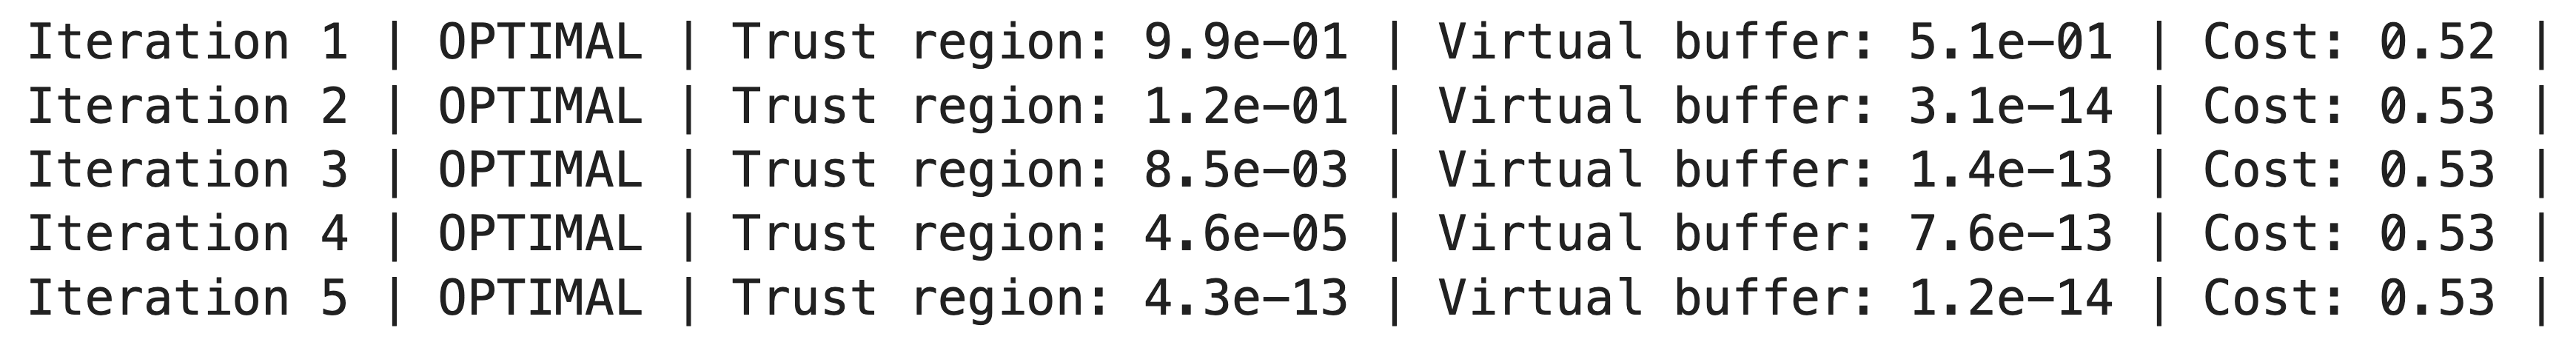 Iteration 1 | OPTIMAL | Trust region: 9.9e−01 | Virtual buffer: 5.1e−01 | Cost: 0.52 |
Iteration 2 | OPTIMAL | Trust region: 1.2e−01 | Virtual buffer: 3.1e−14 | Cost: 0.53 |
Iteration 3 | OPTIMAL | Trust region: 8.5e−03 | Virtual buffer: 1.4e−13 | Cost: 0.53 |
Iteration 4 | OPTIMAL | Trust region: 4.6e−05 | Virtual buffer: 7.6e−13 | Cost: 0.53 |
Iteration 5 | OPTIMAL | Trust region: 4.3e−13 | Virtual buffer: 1.2e−14 | Cost: 0.53 |